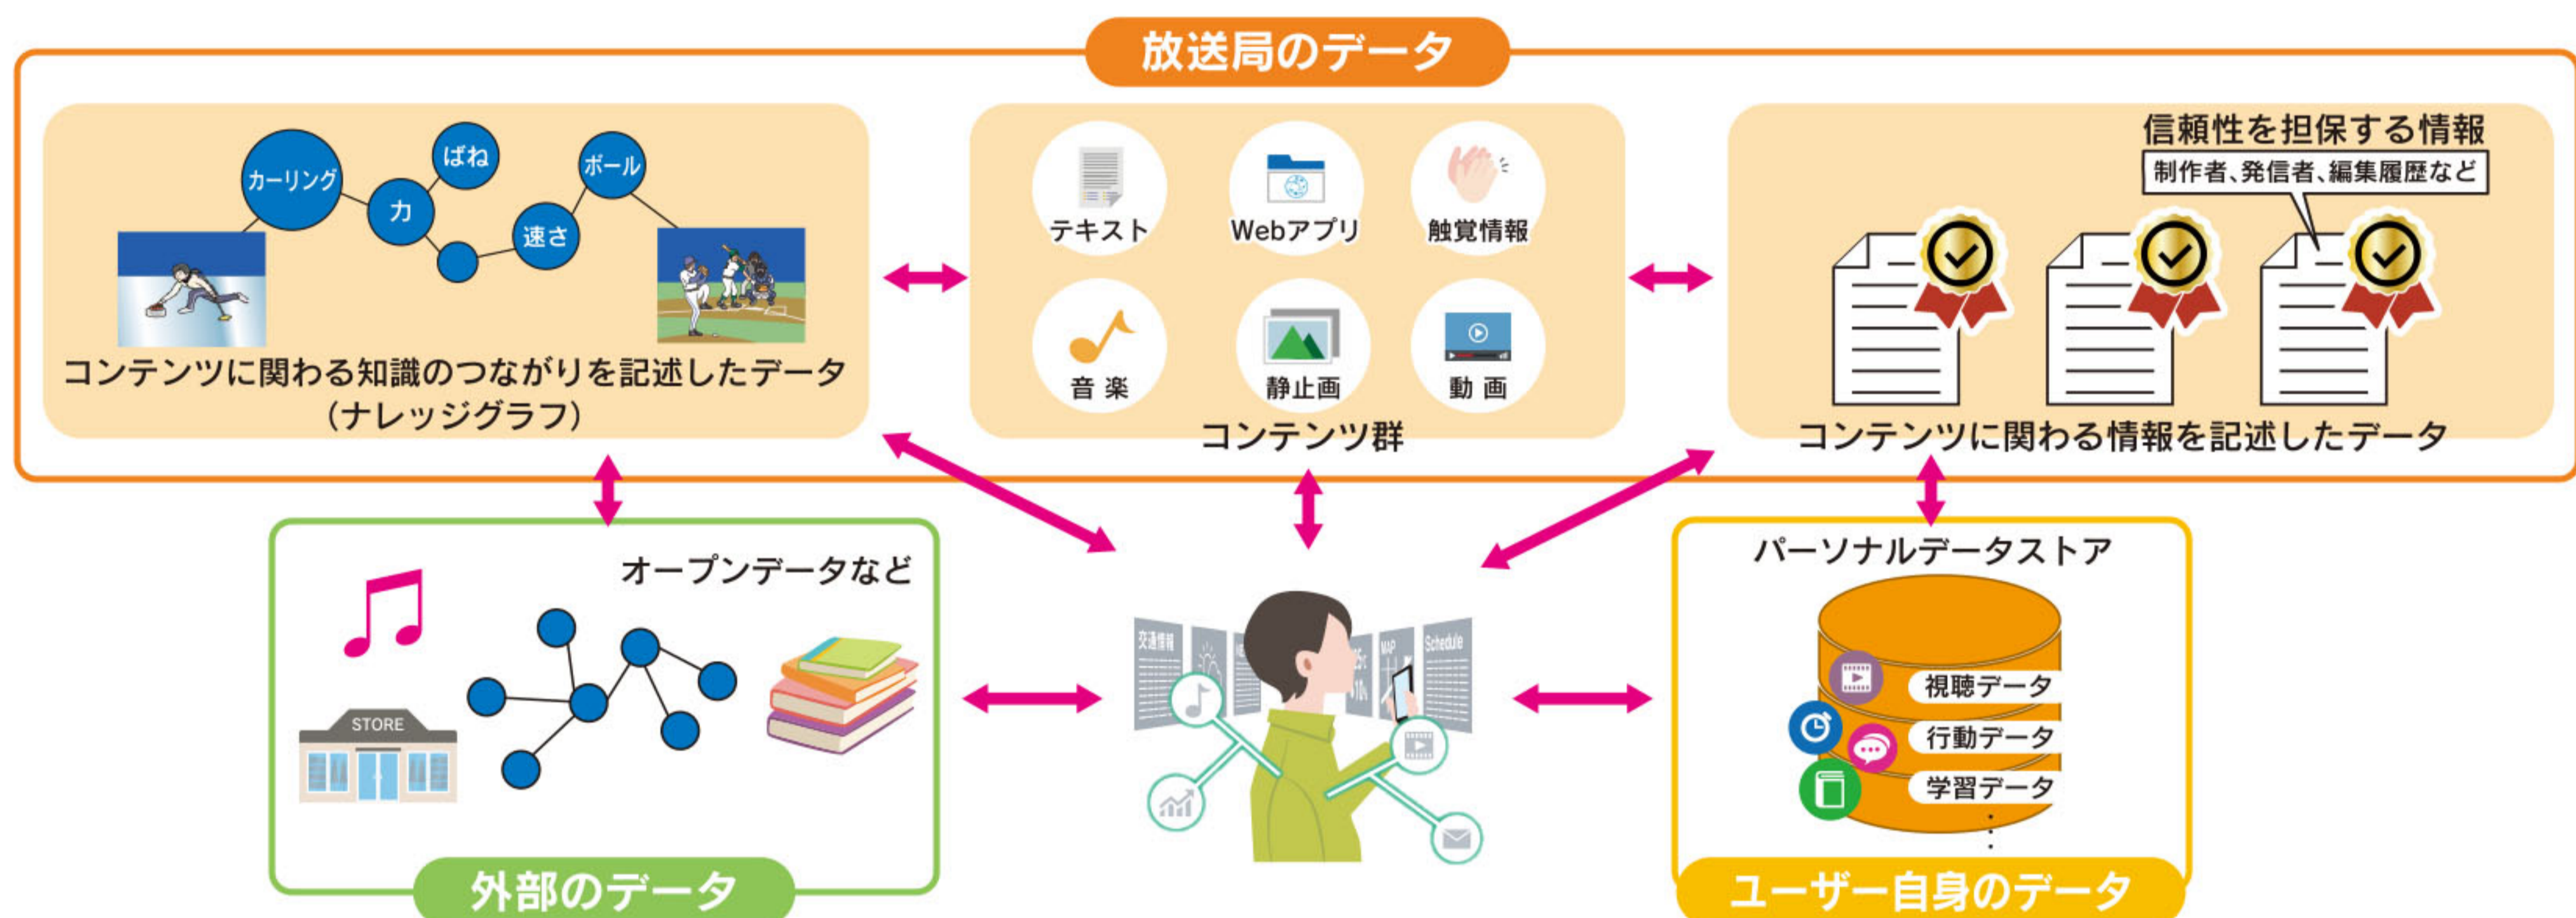 放送局のデータ
カーリング
力
ばね
速さ
ボール
コンテンツに関わる知識のつながりを記述したデータ
(ナレッジグラフ)
テキスト
Webアプリ
触覚情報
音楽
静止画
動画
コンテンツ群
信頼性を担保する情報
制作者、発信者、編集履歴など
コンテンツに関わる情報を記述したデータ
オープンデータなど
STORE
外部のデータ
交通情報
MAP
Schedule
パーソナルデータストア
視聴データ
行動データ
学習データ
ユーザー自身のデータ